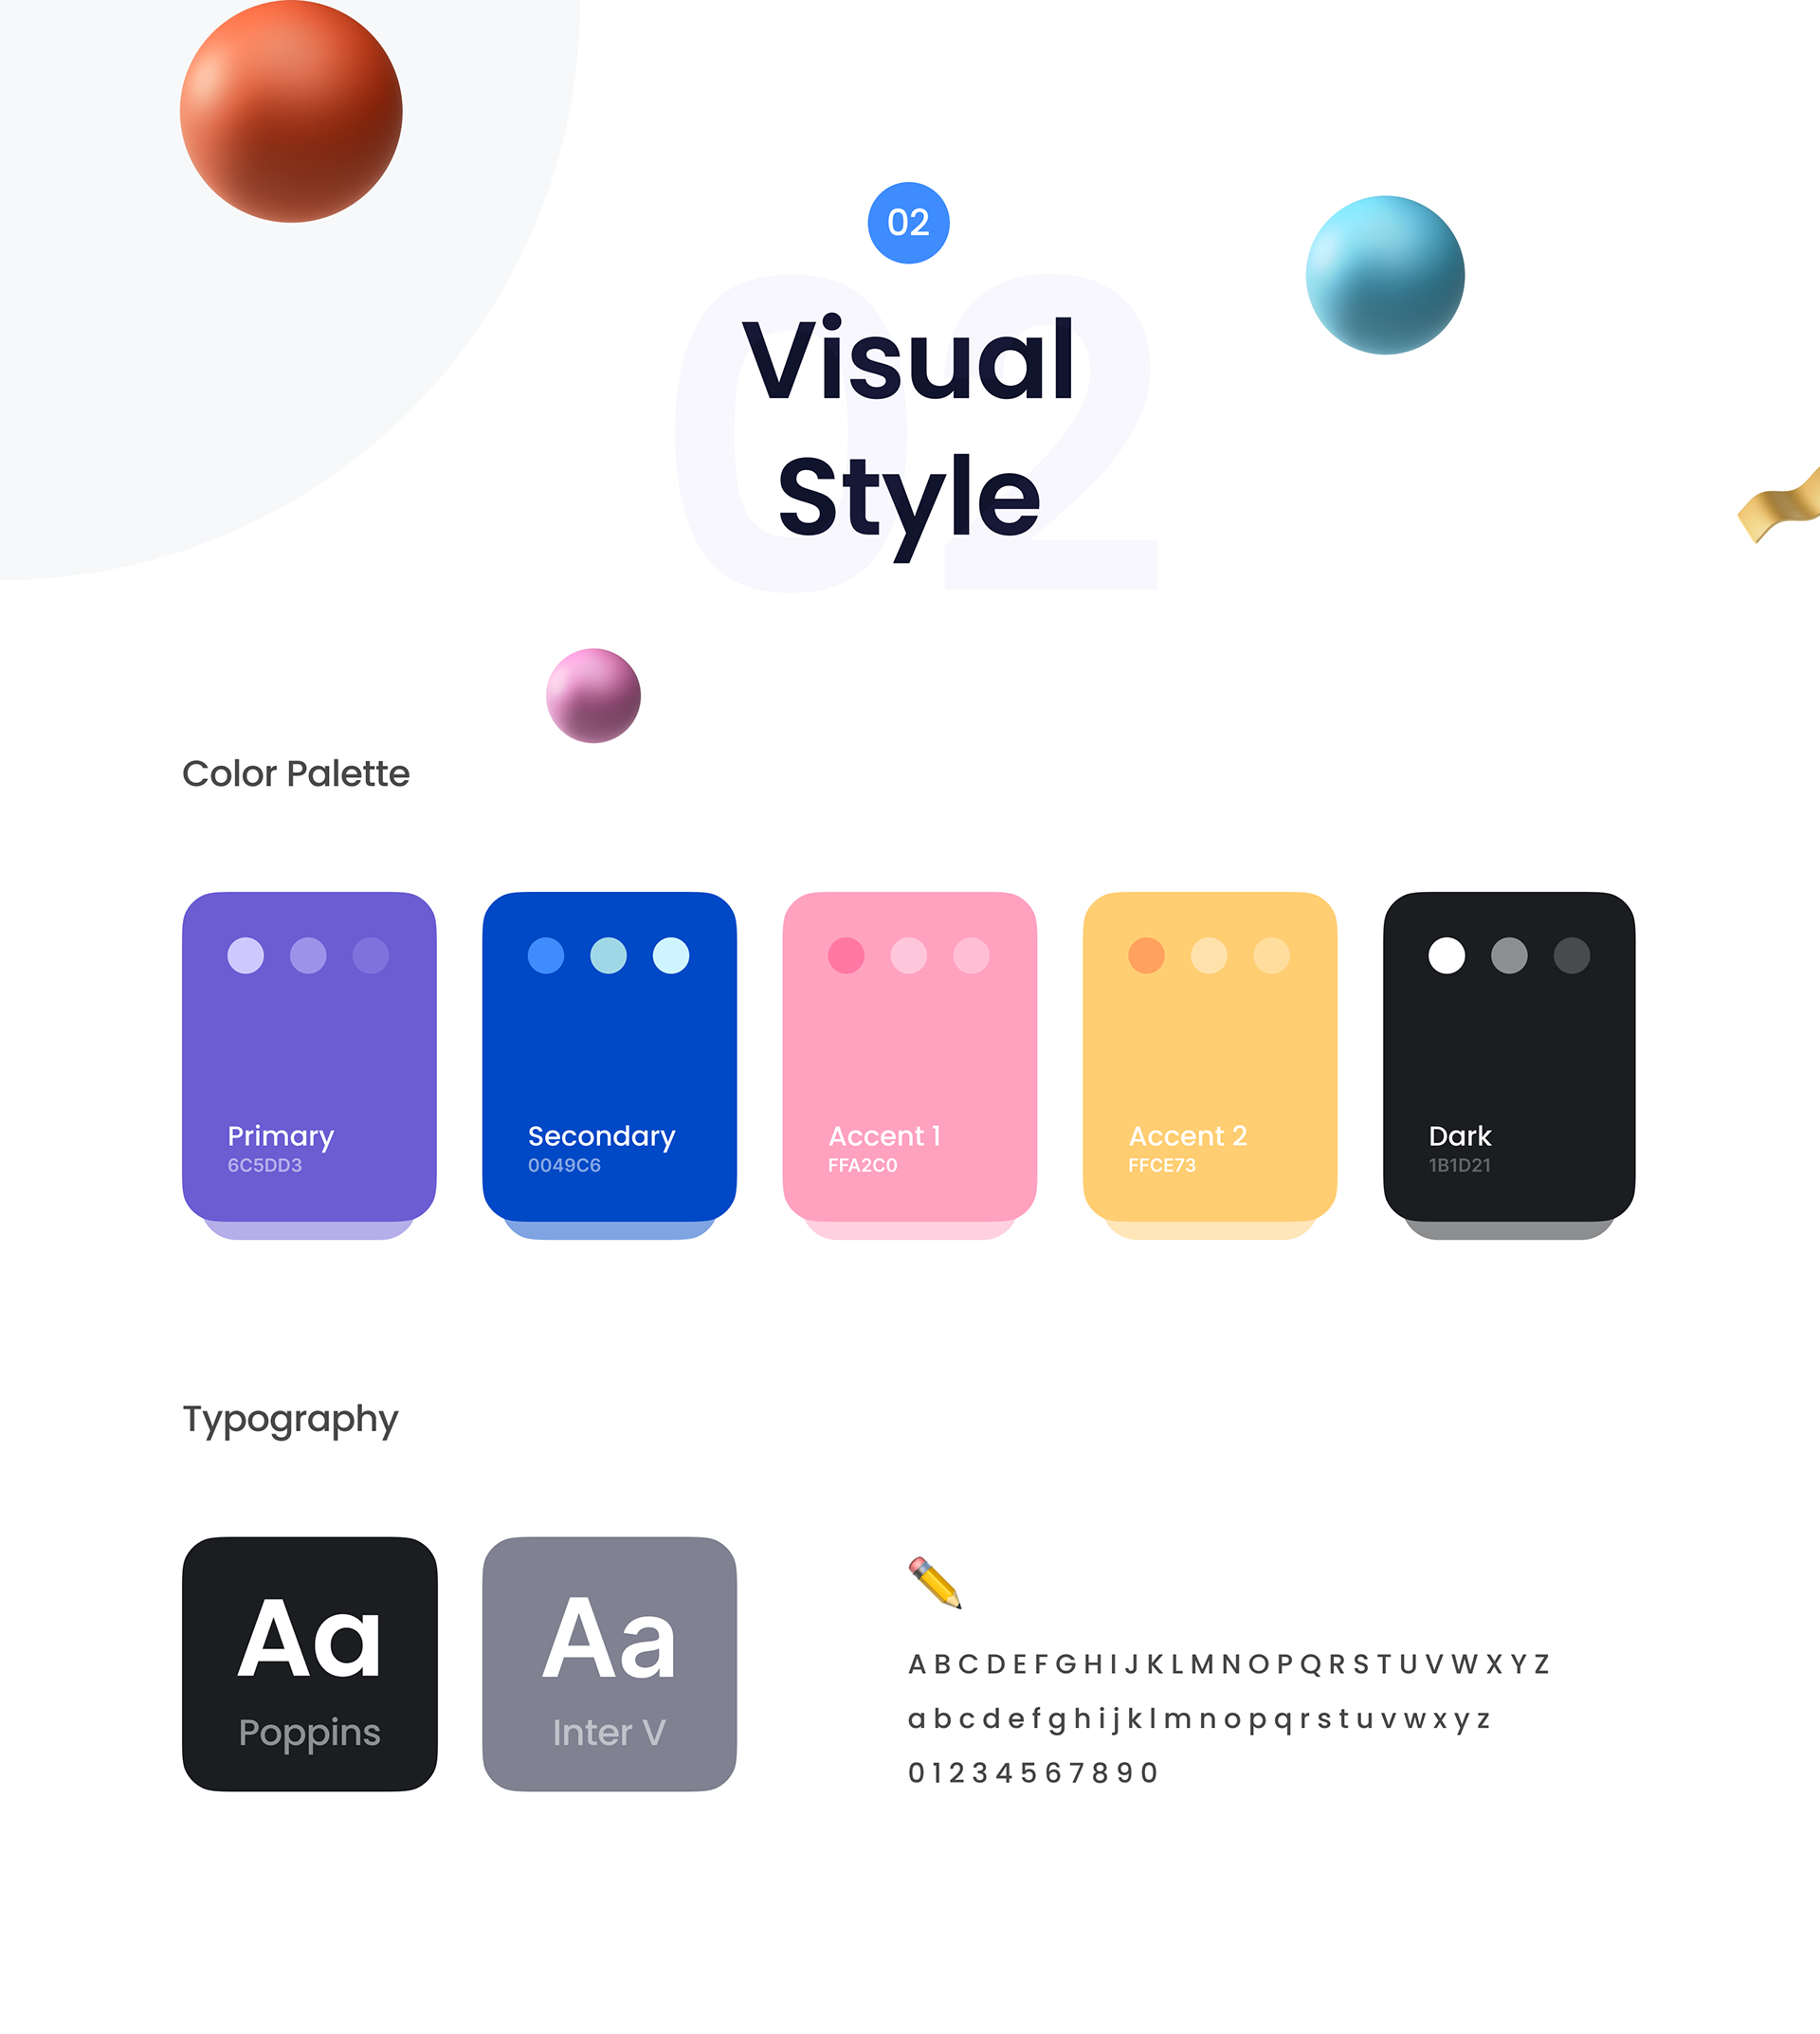 02
02
Visual
Style
Color Palette
Primary
6C5DD3
Secondary
0049C6
Accent 1
FFA2C0
Accent 2
FFCE73
Dark
1B1D21
Typography
Aa
Poppins
Aa
Inter V
A B C D E F G H I J K L M N O P Q R S T U V W X Y Z
a b c d e f g h i j k l m n o p q r s t u v w x y z
0 1 2 3 4 5 6 7 8 9 0